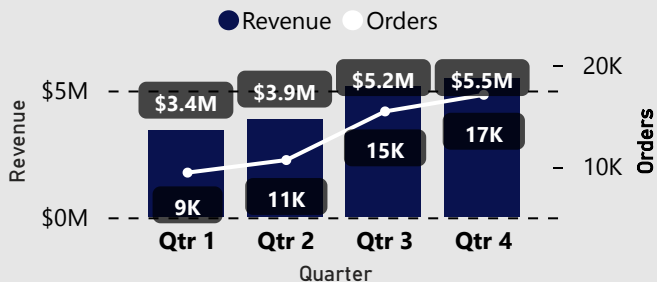 Revenue Orders
20K
$5.2M $5.5M
$5M $3.4M $3.9M
17K
15K
10K
9K 11K
$0M
Qtr 1 Qtr 2 Qtr 3 Qtr 4
Quarter
Revenue
Orders